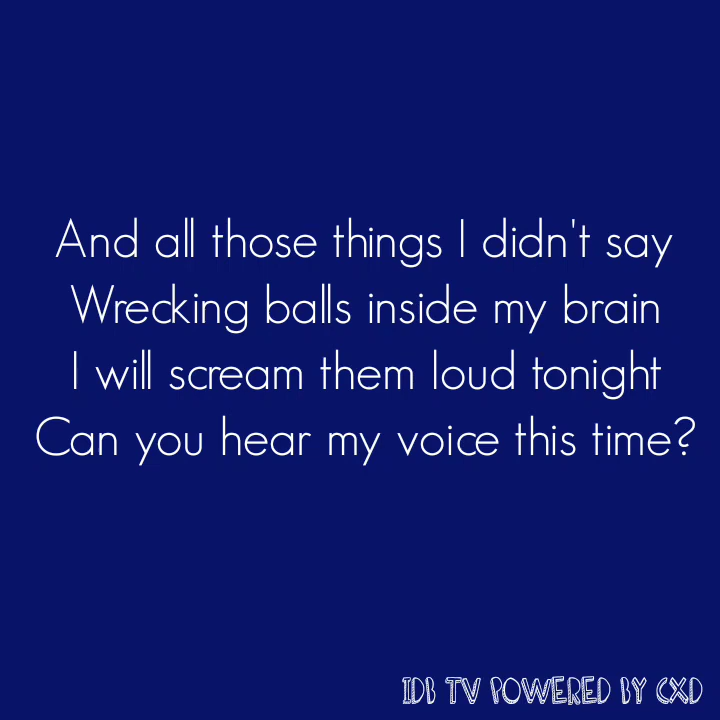 And all those things I didn't say
Wrecking balls inside my brain
I will scream them loud tonight
Can you hear my voice this time?
IDB TV POWERED BY CXD